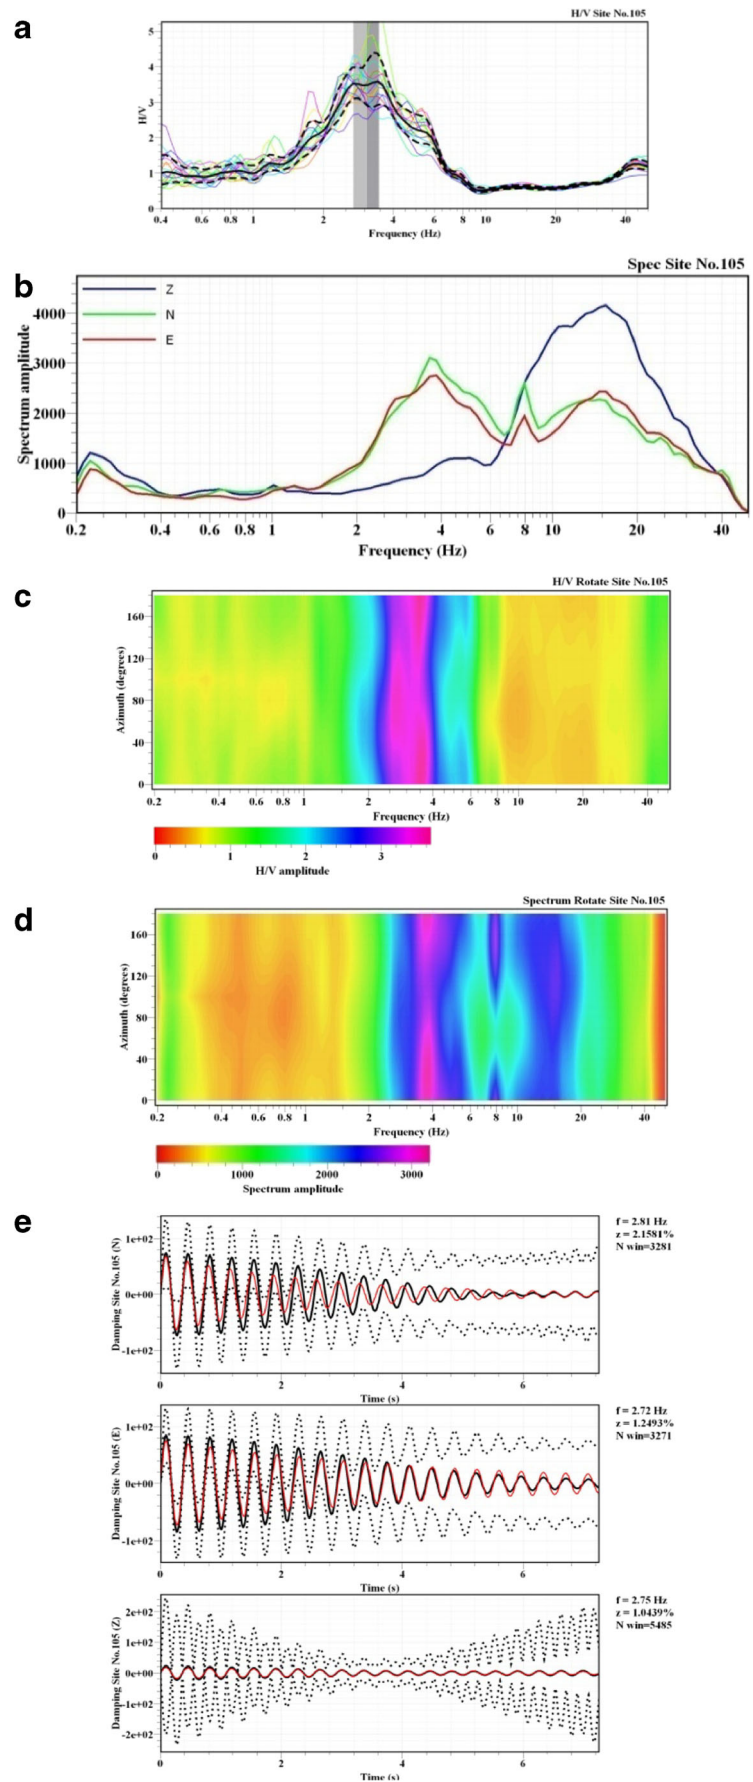 a
H/V Site No.105
5
4
3
2
1
0
H/V
0.4 0.6 0.8 1 2 4 6 8 10 20 40
Frequency (Hz)
b
Spec Site No.105
Z
N
E
4000
3000
2000
1000
0
Spectrum amplitude
0.2 0.4 0.6 0.8 1 2 4 6 8 10 20 40
Frequency (Hz)
c
H/V Rotate Site No.105
160
120
80
40
0
Azimuth (degrees)
0.2 0.4 0.6 0.8 1 2 4 6 8 10 20 40
Frequency (Hz)
0 1 2 3
H/V amplitude
d
Spectrum Rotate Site No.105
160
120
80
40
0
Azimuth (degrees)
0.2 0.4 0.6 0.8 1 2 4 6 8 10 20 40
Frequency (Hz)
0 1000 2000 3000
Spectrum amplitude
e
f = 2.81 Hz
z = 2.1581%
N win=3281
1e+02
0e+00
-1e+02
Damping Site No.105 (N)
0 2 4 6
Time (s)
f = 2.72 Hz
z = 1.2493%
N win=3271
1e+02
0e+00
-1e+02
Damping Site No.105 (E)
0 2 4 6
Time (s)
f = 2.75 Hz
z = 1.0439%
N win=5485
2e+02
1e+02
0e+00
-1e+02
-2e+02
Damping Site No.105 (Z)
0 2 4 6
Time (s)